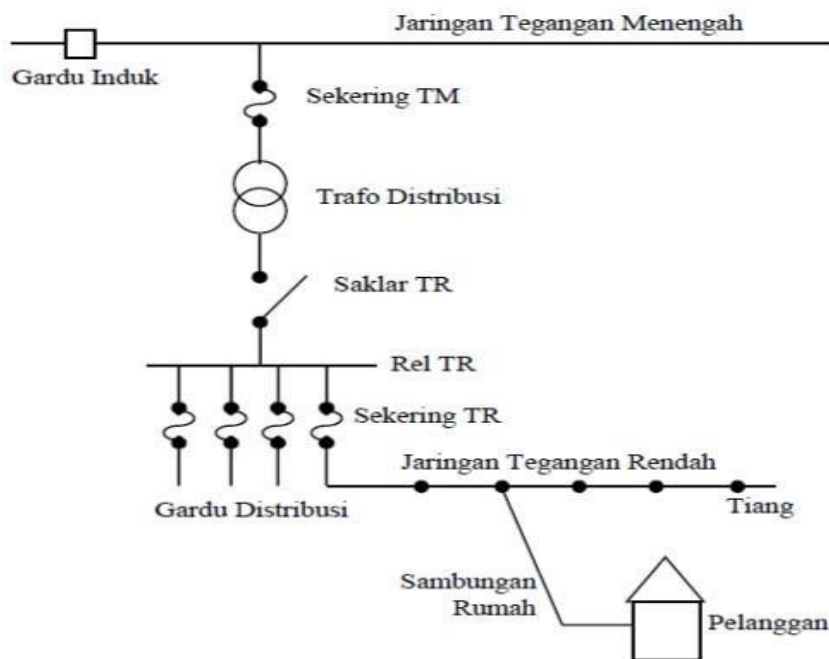 Jaringan Tegangan Menengah
Gardu Induk
Sekering TM
Trafo Distribusi
Saklar TR
Rel TR
Sekering TR
Jaringan Tegangan Rendah
Gardu Distribusi
Tiang
Sambungan
Rumah
Pelanggan